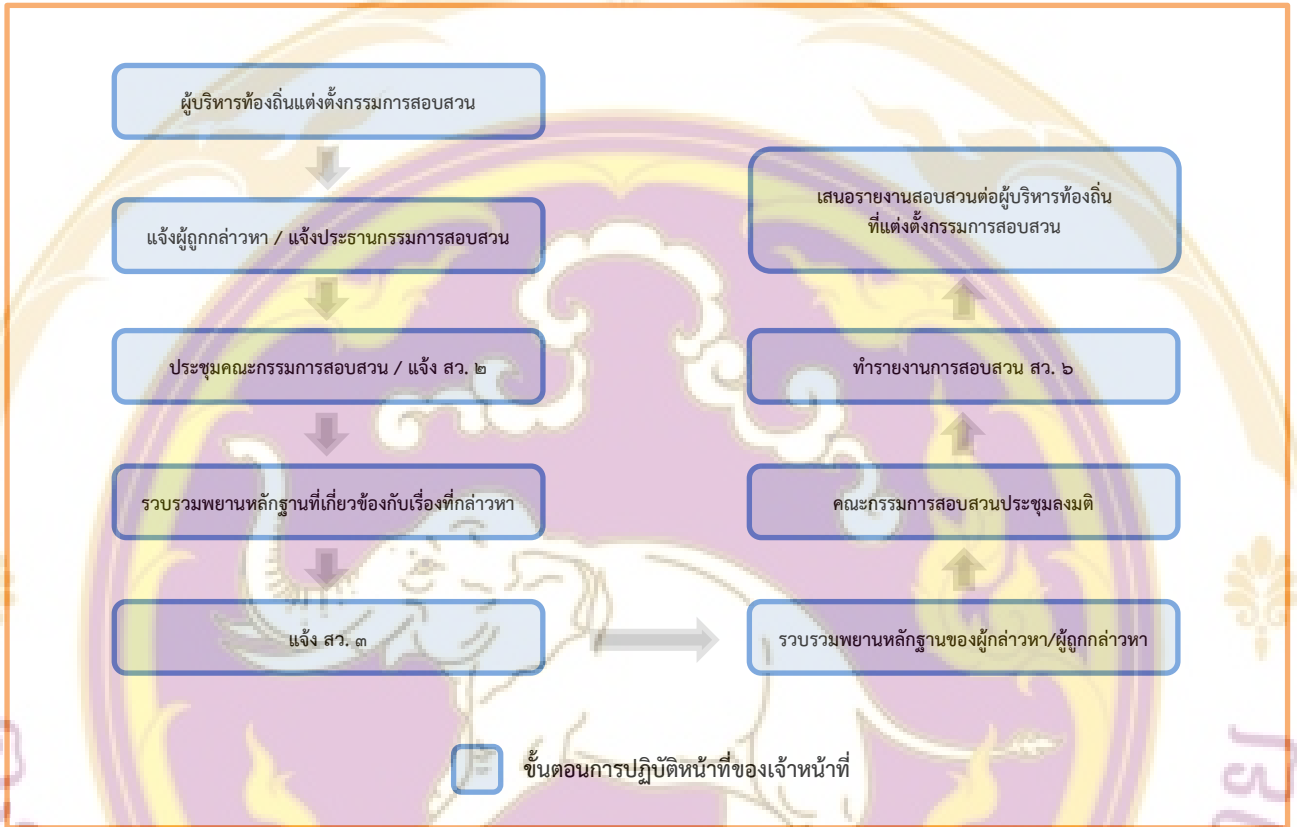 ผู้บริหารท้องถิ่นแต่งตั้งกรรมการสอบสวน
แจ้งผู้ถูกกล่าวหา / แจ้งประธานกรรมการสอบสวน
ประชุมคณะกรรมการสอบสวน / แจ้ง สว. ๒
รวบรวมพยานหลักฐานที่เกี่ยวข้องกับเรื่องที่กล่าวหา
แจ้ง สว. ๓
รวบรวมพยานหลักฐานของผู้กล่าวหา/ผู้ถูกกล่าวหา
คณะกรรมการสอบสวนประชุมลงมติ
ทำรายงานการสอบสวน สว. ๖
เสนอรายงานสอบสวนต่อผู้บริหารท้องถิ่น
ที่แต่งตั้งกรรมการสอบสวน
ขั้นตอนการปฏิบัติหน้าที่ของเจ้าหน้าที่